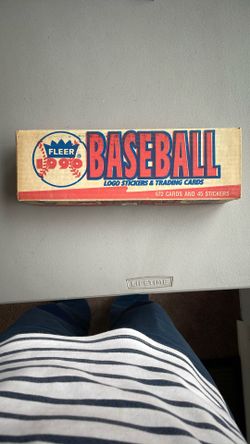 FLEER
1990
BASEBALL
LOGO STICKERS & TRADING CARDS
672 CARDS AND 45 STICKERS
LIFETIME